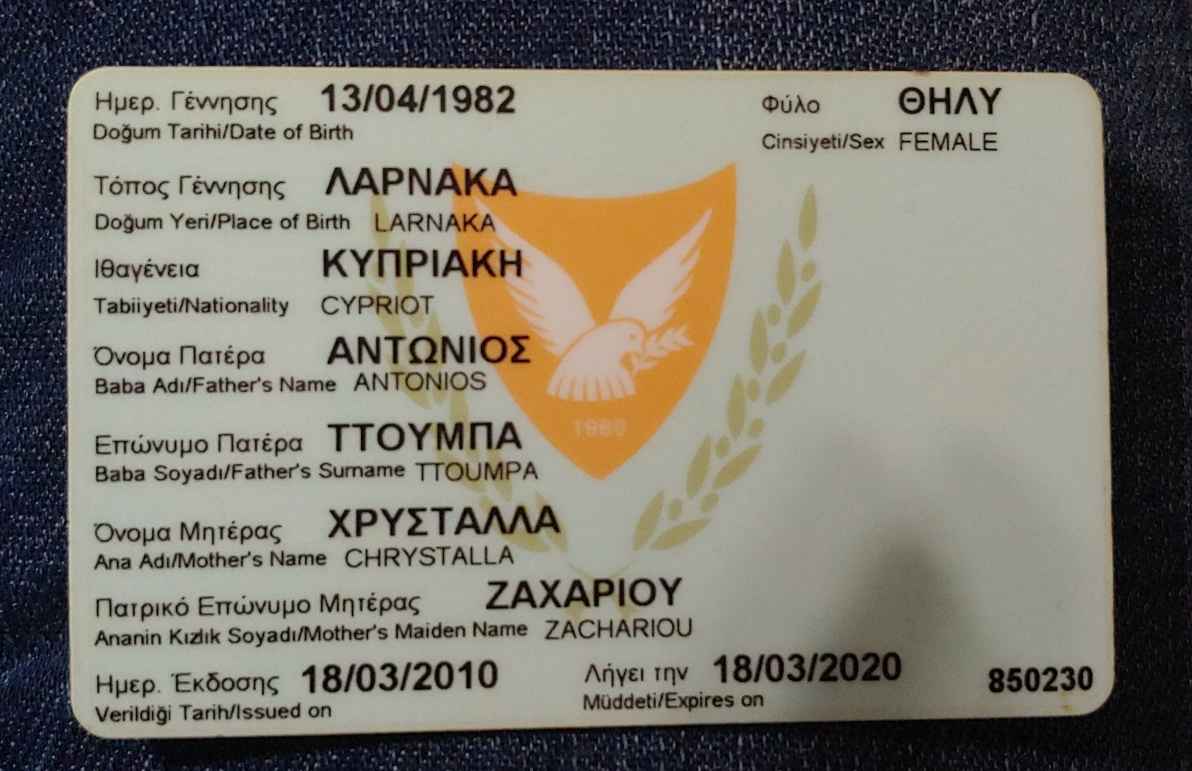 Ημερ. Γέννησης 13/04/1982 Φύλο ΘΗΛΥ
Doğum Tarihi/Date of Birth Cinsiyeti/Sex FEMALE
Τόπος Γέννησης ΛΑΡΝΑΚΑ
Doğum Yeri/Place of Birth LARNAKA
Ιθαγένεια ΚΥΠΡΙΑΚΗ
Tabiiyeti/Nationality CYPRIOT
Όνομα Πατέρα ΑΝΤΩΝΙΟΣ
Baba Adı/Father's Name ANTONIOS
1960
Επώνυμο Πατέρα ΤΤΟΥΜΠΑ
Baba Soyadı/Father's Surname TTOUMPA
Όνομα Μητέρας ΧΡΥΣΤΑΛΛΑ
Ana Adı/Mother's Name CHRYSTALLA
Πατρικό Επώνυμο Μητέρας ΖΑΧΑΡΙΟΥ
Ananin Kızlık Soyadı/Mother's Maiden Name ZACHARIOU
Ημερ. Έκδοσης 18/03/2010 Λήγει την 18/03/2020 850230
Verildiği Tarih/Issued on Müddeti/Expires on